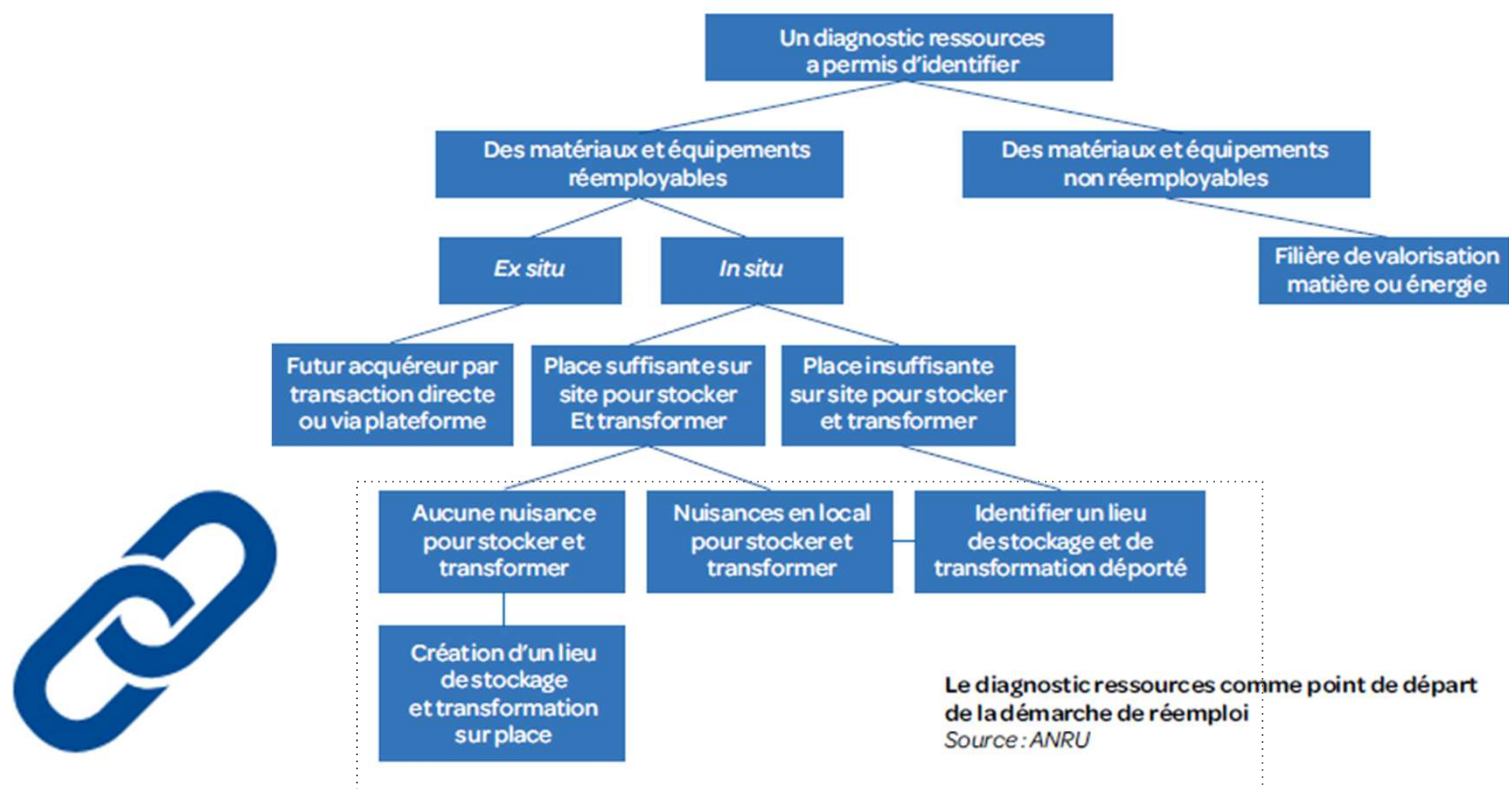 Un diagnostic ressources
a permis d'identifier
Des matériaux et équipements
réemployables
Des matériaux et équipements
non réemployables
Ex situ
In situ
Filière de valorisation
matière ou énergie
Futur acquéreur par
transaction directe
ou via plateforme
Place suffisante sur
site pour stocker
Et transformer
Place insuffisante
sur site pour stocker
et transformer
Aucune nuisance
pour stocker et
transformer
Nuisances en local
pour stocker et
transformer
Identifier un lieu
de stockage et de
transformation déporté
Création d'un lieu
de stockage
et transformation
sur place
Le diagnostic ressources comme point de départ
de la démarche de réemploi
Source : ANRU